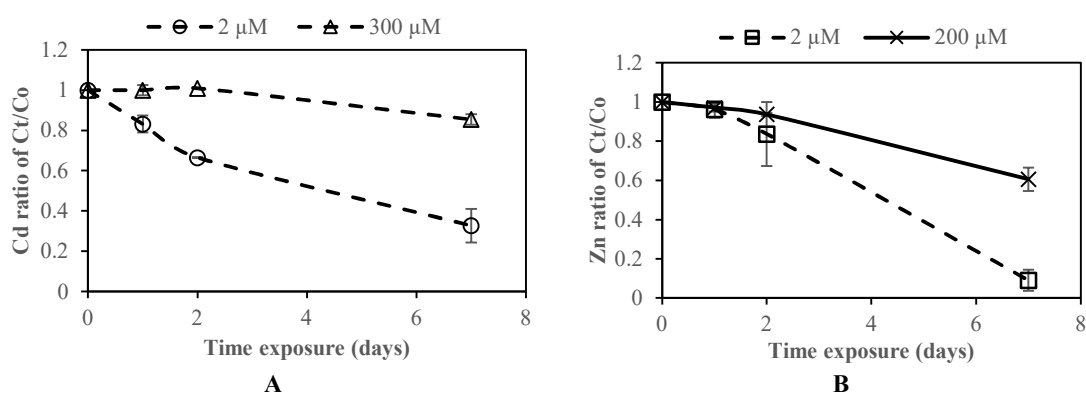 2 µM 300 µM
1.2
1
0.8
0.6
0.4
0.2
0
Cd ratio of Ct/Co
0 2 4 6 8
Time exposure (days)
A
2 µM 200 µM
1.2
1
0.8
0.6
0.4
0.2
0
Zn ratio of Ct/Co
0 2 4 6 8
Time exposure (days)
B